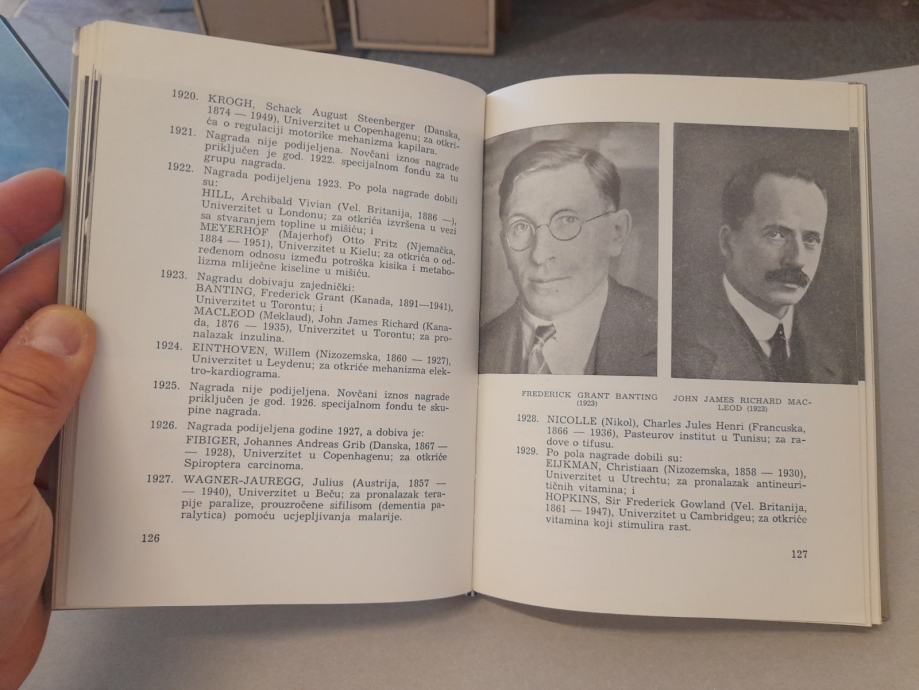 1920. KROGH, Schack August Steenberger (Danska,
1874 — 1949), Univerzitet u Copenhagenu; za otkri-
ća o regulaciji motorike mehanizma kapilara.
1921. Nagrada nije podijeljena. Novčani iznos nagrade
priključen je god. 1922. specijalnom fondu za tu
grupu nagrada.
1922. Nagrada podijeljena 1923. Po pola nagrade dobili
su:
HILL, Archibald Vivian (Vel. Britanija, 1886 —),
Univerzitet u Londonu; za otkrića izvršena u vezi
sa stvaranjem topline u mišiću; i
MEYERHOF (Majerhof) Otto Fritz (Njemačka,
1884 — 1951), Univerzitet u Kielu; za otkrića o od-
ređenom odnosu između potroška kisika i metabo-
lizma mliječne kiseline u mišiću.
1923. Nagradu dobivaju zajednički:
BANTING, Frederick Grant (Kanada, 1891—1941),
Univerzitet u Torontu; i
MACLEOD (Meklaud), John James Richard (Kana-
da, 1876 — 1935), Univerzitet u Torontu; za pro-
nalazak inzulina.
1924. EINTHOVEN, Willem (Nizozemska, 1860 — 1927),
Univerzitet u Leydenu; za otkriće mehanizma elek-
tro-kardiograma.
1925. Nagrada nije podijeljena. Novčani iznos nagrade
priključen je god. 1926. specijalnom fondu te sku-
pine nagrada.
1926. Nagrada podijeljena godine 1927, a dobiva je:
FIBIGER, Johannes Andreas Grib (Danska, 1867 —
— 1928), Univerzitet u Copenhagenu; za otkriće
Spiroptera carcinoma.
1927. WAGNER-JAUREGG, Julius (Austrija, 1857 —
— 1940), Univerzitet u Beču; za pronalazak tera-
pije paralize, prouzročene sifilisom (dementia pa-
ralytica) pomoću ucjepljivanja malarije.
126
FREDERICK GRANT BANTING
(1923)
JOHN JAMES RICHARD MAC-
LEOD (1923)
1928. NICOLLE (Nikol), Charles Jules Henri (Francuska,
1866 — 1936), Pasteurov institut u Tunisu; za ra-
dove o tifusu.
1929. Po pola nagrade dobili su:
EIJKMAN, Christiaan (Nizozemska, 1858 — 1930),
Univerzitet u Utrechtu; za pronalazak antineuri-
tičnih vitamina; i
HOPKINS, Sir Frederick Gowland (Vel. Britanija,
1861 — 1947), Univerzitet u Cambridgeu; za otkriće
vitamina koji stimulira rast.
127